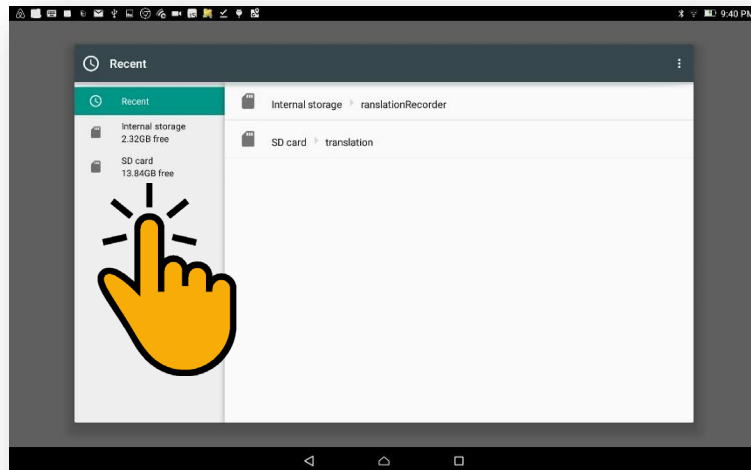 9:40 PM
Recent
Recent
Internal storage
2.32GB free
SD card
13.84GB free
Internal storage ranslationRecorder
SD card translation